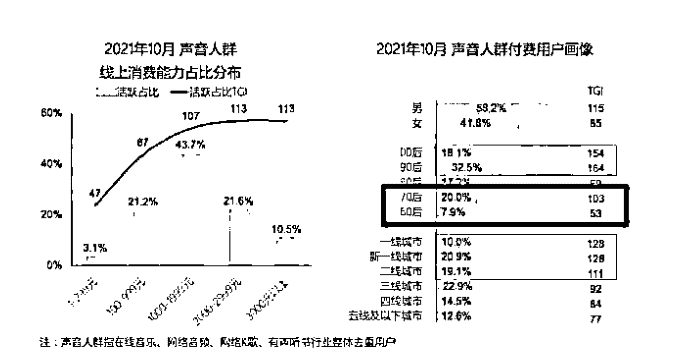 2021年10月 声音人群
线上消费能力占比分布
活跃占比 活跃占比TGI
60%
40%
20%
0%
47
87
107
113
113
3.1%
21.2%
43.7%
21.6%
10.5%
2021年10月 声音人群付费用户画像
TGI
男 58.2% 115
女 41.8% 85
00后 18.1% 154
90后 32.5% 164
70后 20.0% 103
60后 7.9% 53
一线城市 10.0% 128
新一线城市 20.9% 128
二线城市 19.1% 111
三线城市 22.9% 92
四线城市 14.5% 84
五线及以下城市 12.6% 77
注：声音人群指在线音乐、网络音频、网络K歌、有声听书行业整体去重用户